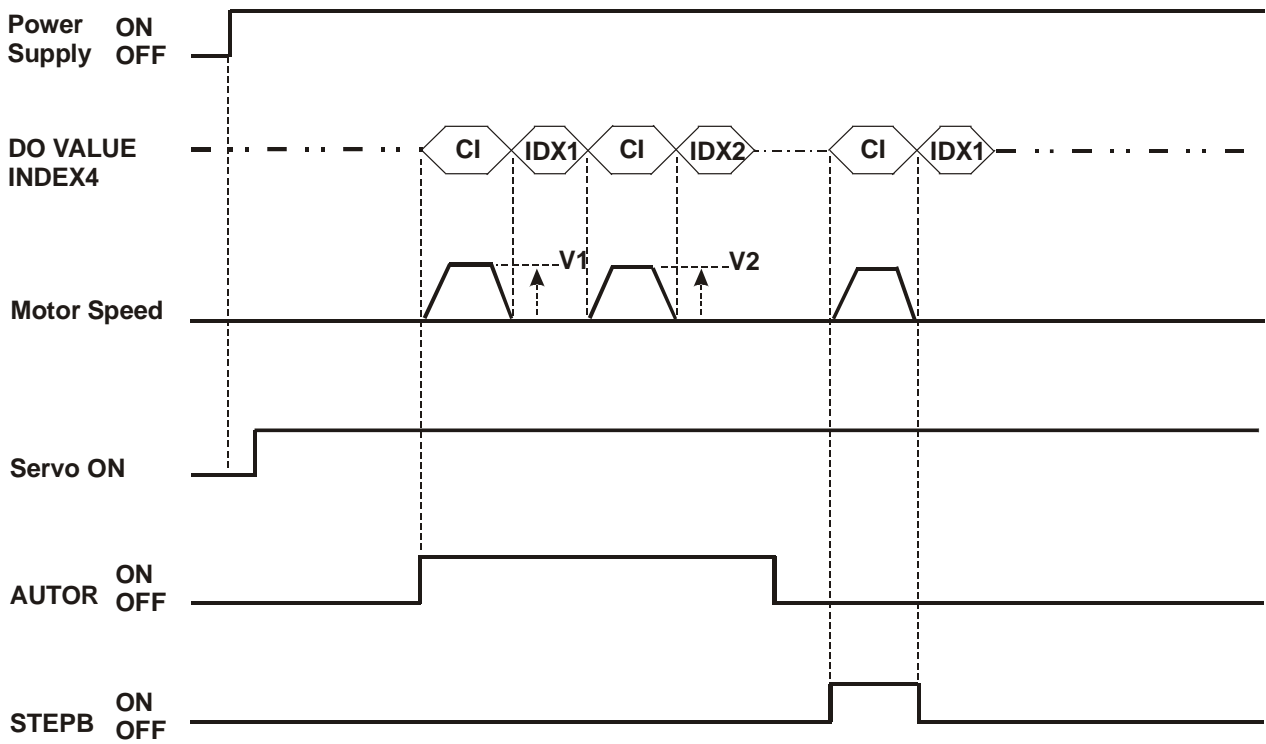 Power ON
Supply OFF
DO VALUE
INDEX4
CI IDX1 CI IDX2 CI IDX1
V1 V2
Motor Speed
Servo ON
ON
AUTOR OFF
ON
STEPB OFF